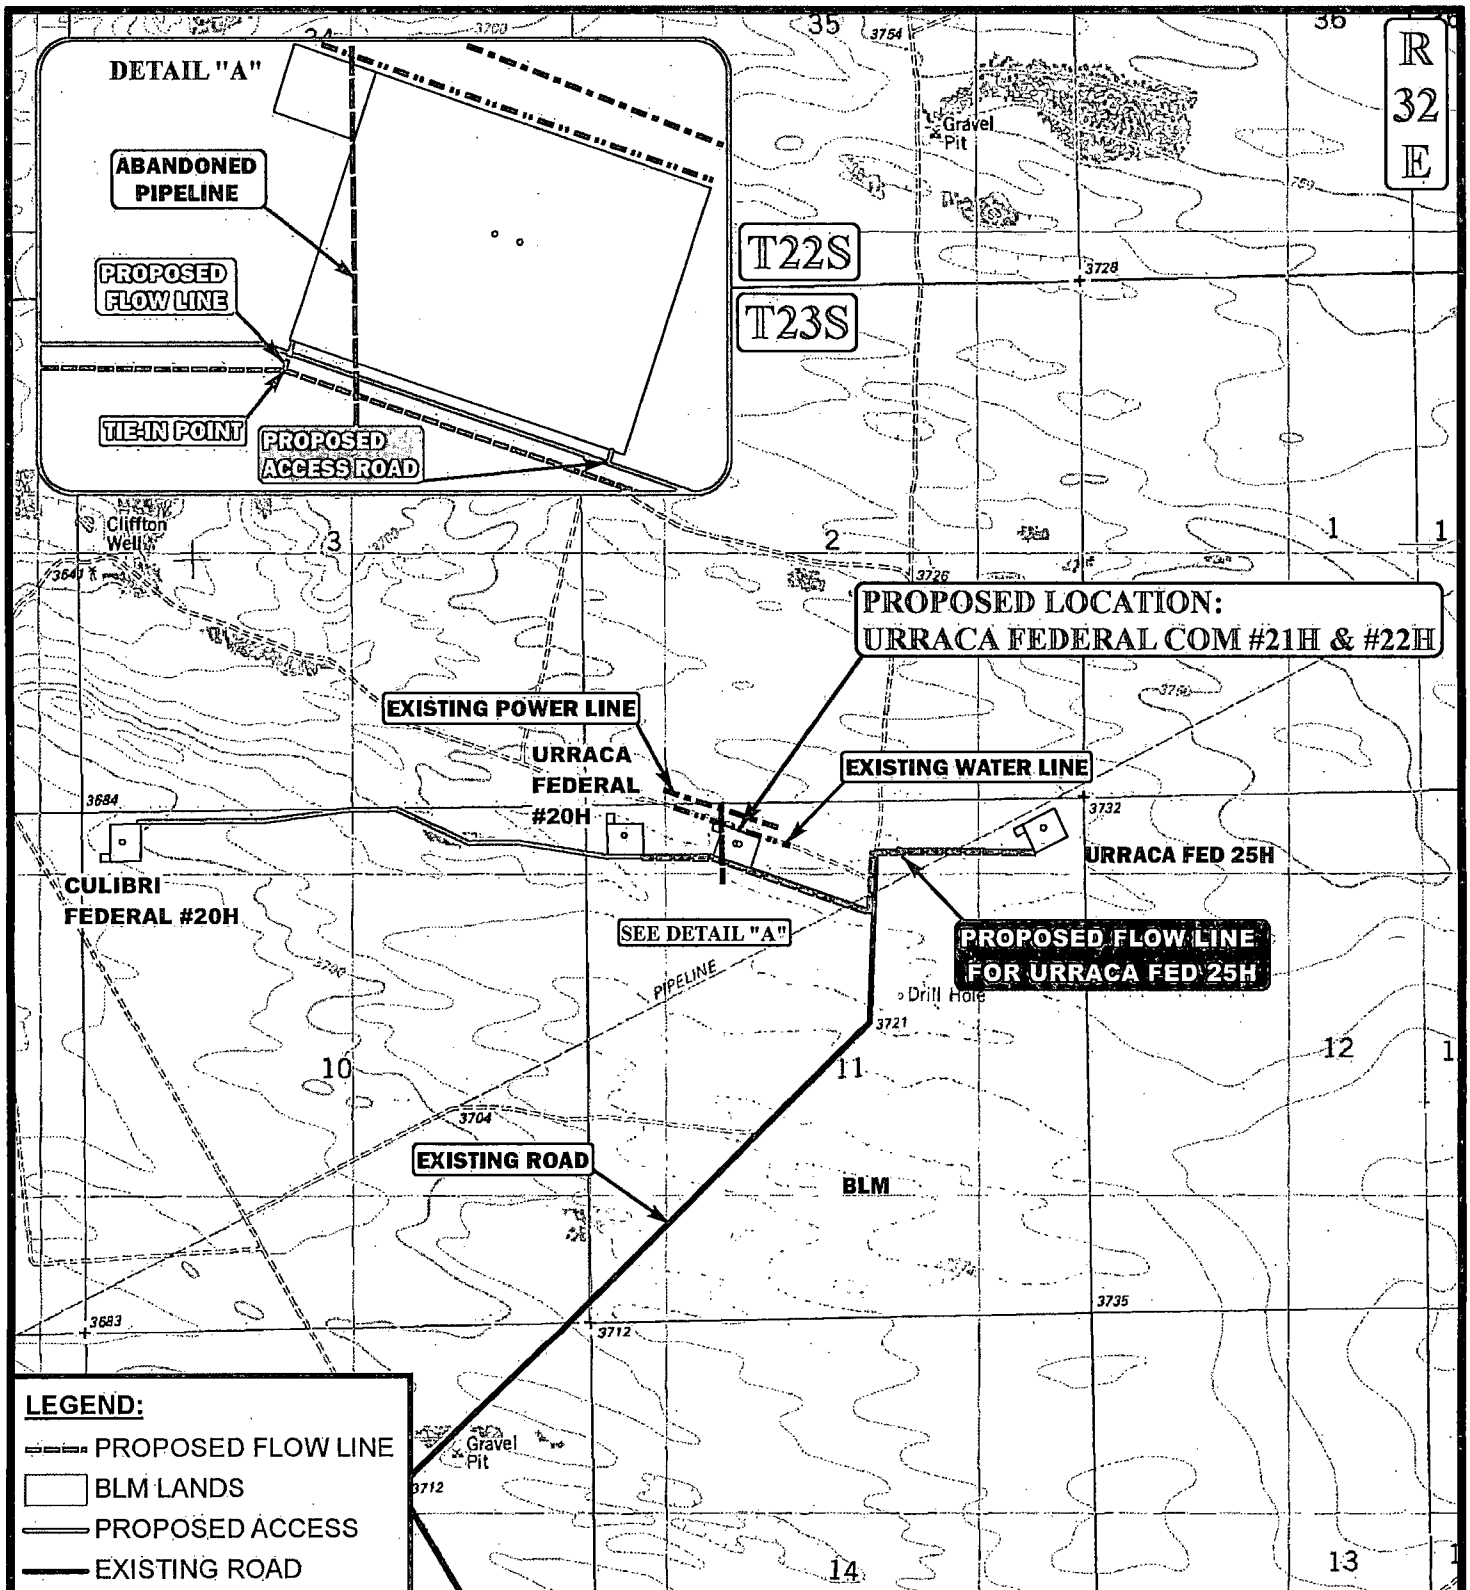 35
36
3760
3754
R
32
E
DETAIL "A"
ABANDONED
PIPELINE
PROPOSED
FLOW LINE
TIE-IN POINT
PROPOSED
ACCESS ROAD
Gravel
Pit
T22S
T23S
3728
Cliffton
Well
3
2
1
1
3726
PROPOSED LOCATION:
URRACA FEDERAL COM #21H & #22H
EXISTING POWER LINE
3750
URRACA
FEDERAL
#20H
EXISTING WATER LINE
3684
3732
URRACA FED 25H
CULIBRI
FEDERAL #20H
SEE DETAIL "A"
PROPOSED FLOW LINE
FOR URRACA FED 25H
3700
PIPELINE
Drill Hole
3721
10
11
12
1
3704
EXISTING ROAD
BLM
3735
3683
3712
LEGEND:
PROPOSED FLOW LINE
BLM LANDS
PROPOSED ACCESS
EXISTING ROAD
Gravel
Pit
3712
14
13